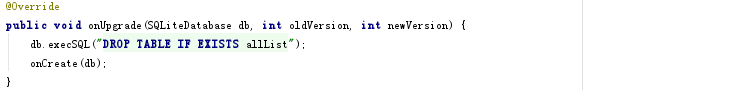 @Override
public void onUpgrade(SQLiteDatabase db, int oldVersion, int newVersion) {
    db.execSQL("DROP TABLE IF EXISTS allList");
    onCreate(db);
}